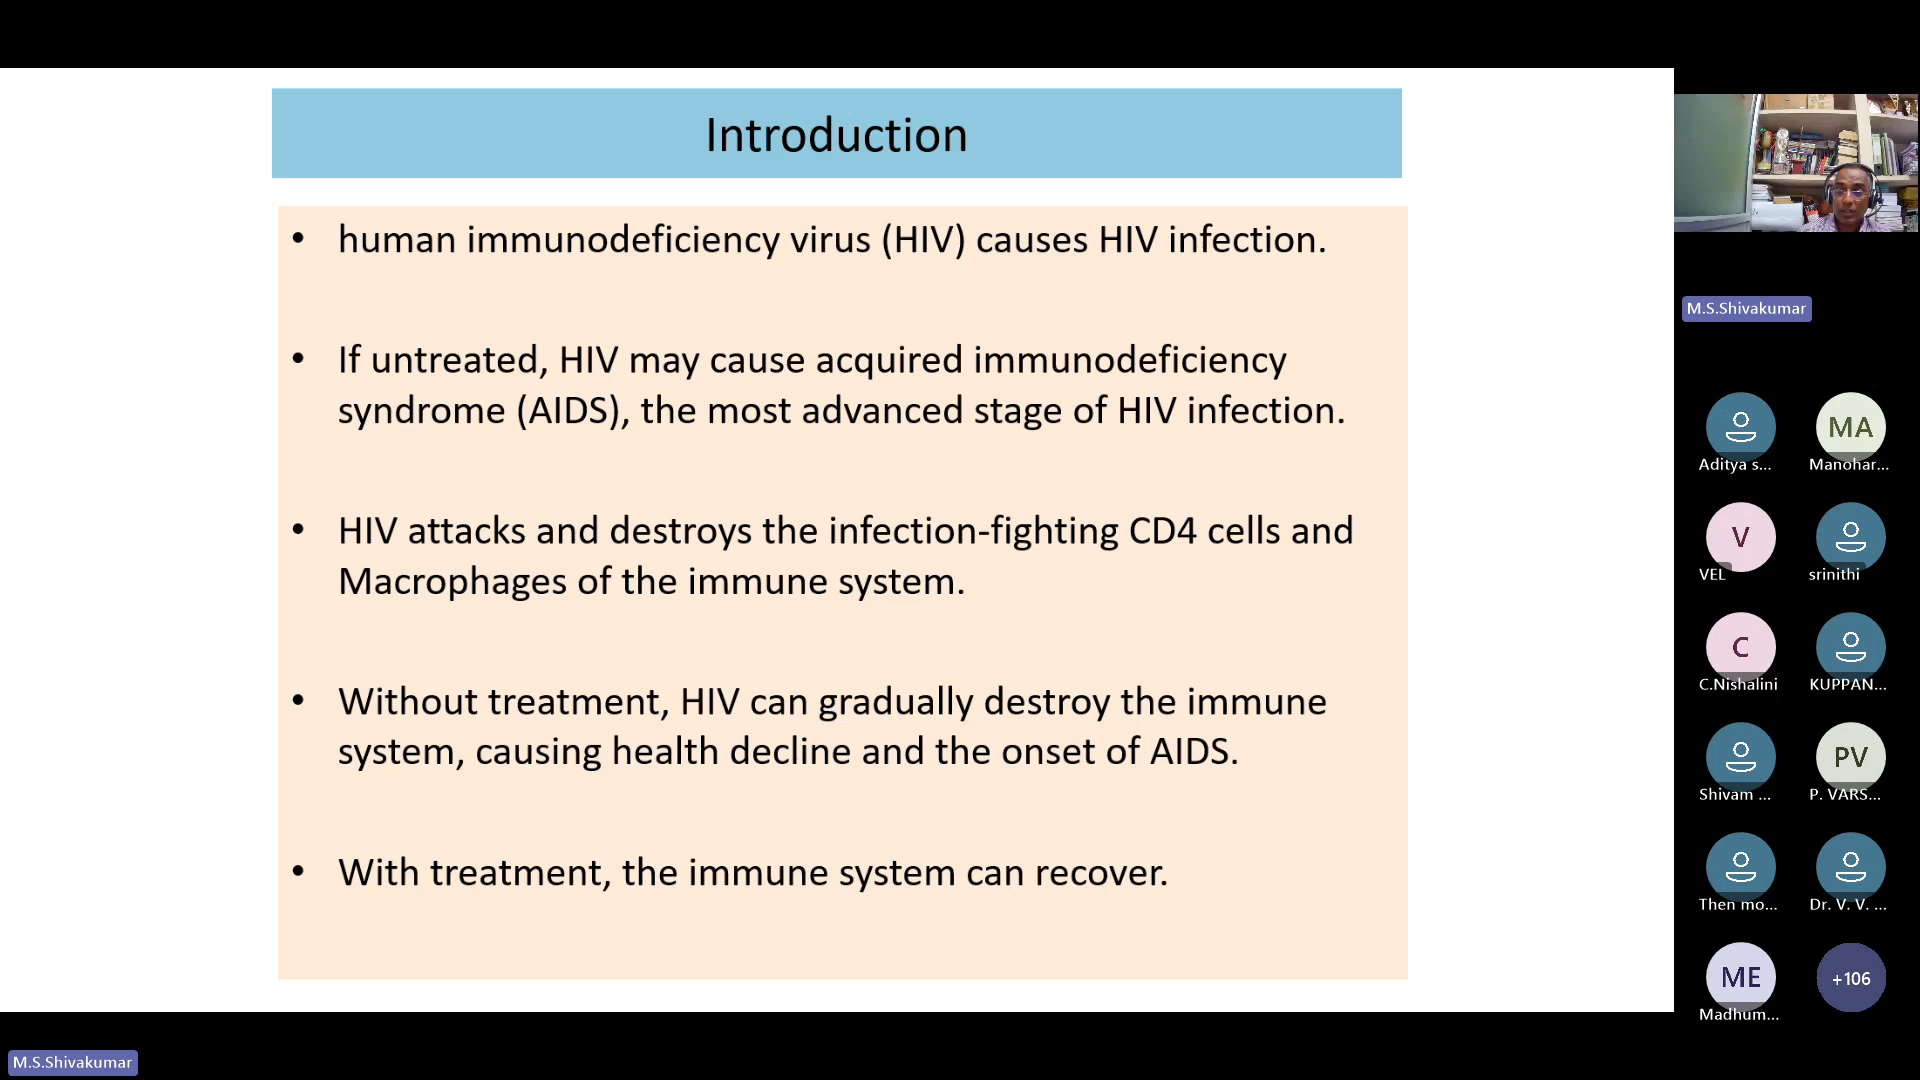 Introduction
• human immunodeficiency virus (HIV) causes HIV infection.
• If untreated, HIV may cause acquired immunodeficiency
syndrome (AIDS), the most advanced stage of HIV infection.
• HIV attacks and destroys the infection-fighting CD4 cells and
Macrophages of the immune system.
• Without treatment, HIV can gradually destroy the immune
system, causing health decline and the onset of AIDS.
• With treatment, the immune system can recover.
M.S.Shivakumar
Aditya s...
MA
Manohar...
V
VEL
srinithi
C
C.Nishalini
KUPPAN...
Shivam ...
PV
P. VARS...
Then mo...
Dr. V. V. ...
ME
Madhum...
+106
M.S.Shivakumar